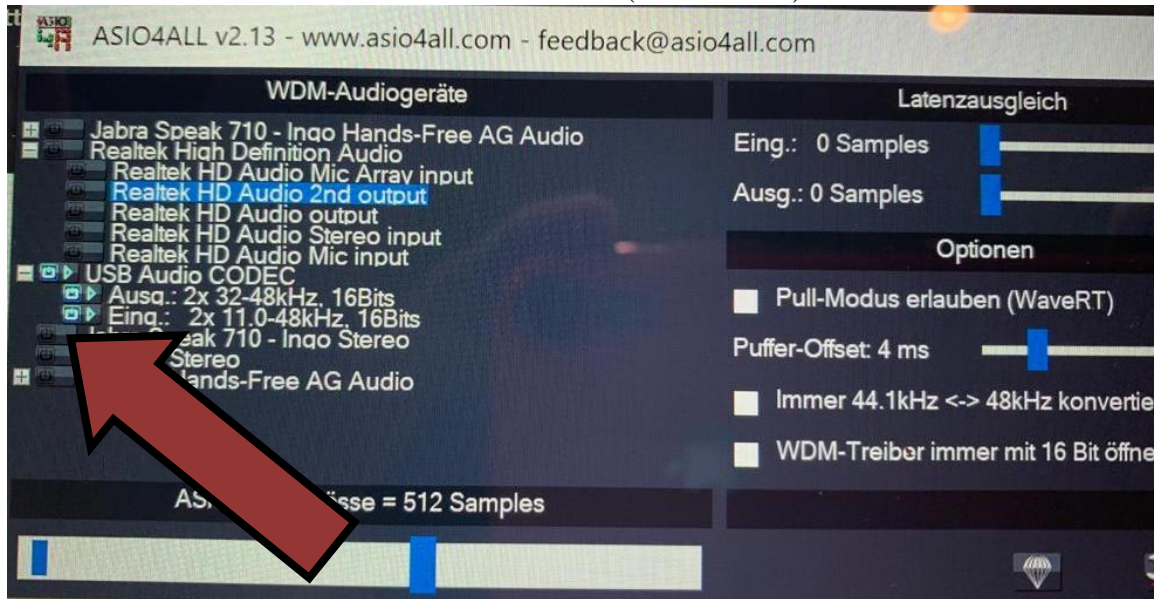 ASIO4ALL v2.13 - www.asio4all.com - feedback@asio4all.com
WDM-Audiogeräte
Jabra Speak 710 - Ingo Hands-Free AG Audio
Realtek High Definition Audio
Realtek HD Audio Mic Array input
Realtek HD Audio 2nd output
Realtek HD Audio output
Realtek HD Audio Stereo input
Realtek HD Audio Mic input
USB Audio CODEC
Ausg.: 2x 32-48kHz, 16Bits
Eing.: 2x 11.0-48kHz, 16Bits
710 - Ingo Stereo
Stereo
Hands-Free AG Audio
= 512 Samples
Latenzausgleich
Eing.: 0 Samples
Ausg.: 0 Samples
Optionen
Pull-Modus erlauben (WaveRT)
Puffer-Offset: 4 ms
Immer 44.1kHz <-> 48kHz konvertie
WDM-Treiber immer mit 16 Bit öffne